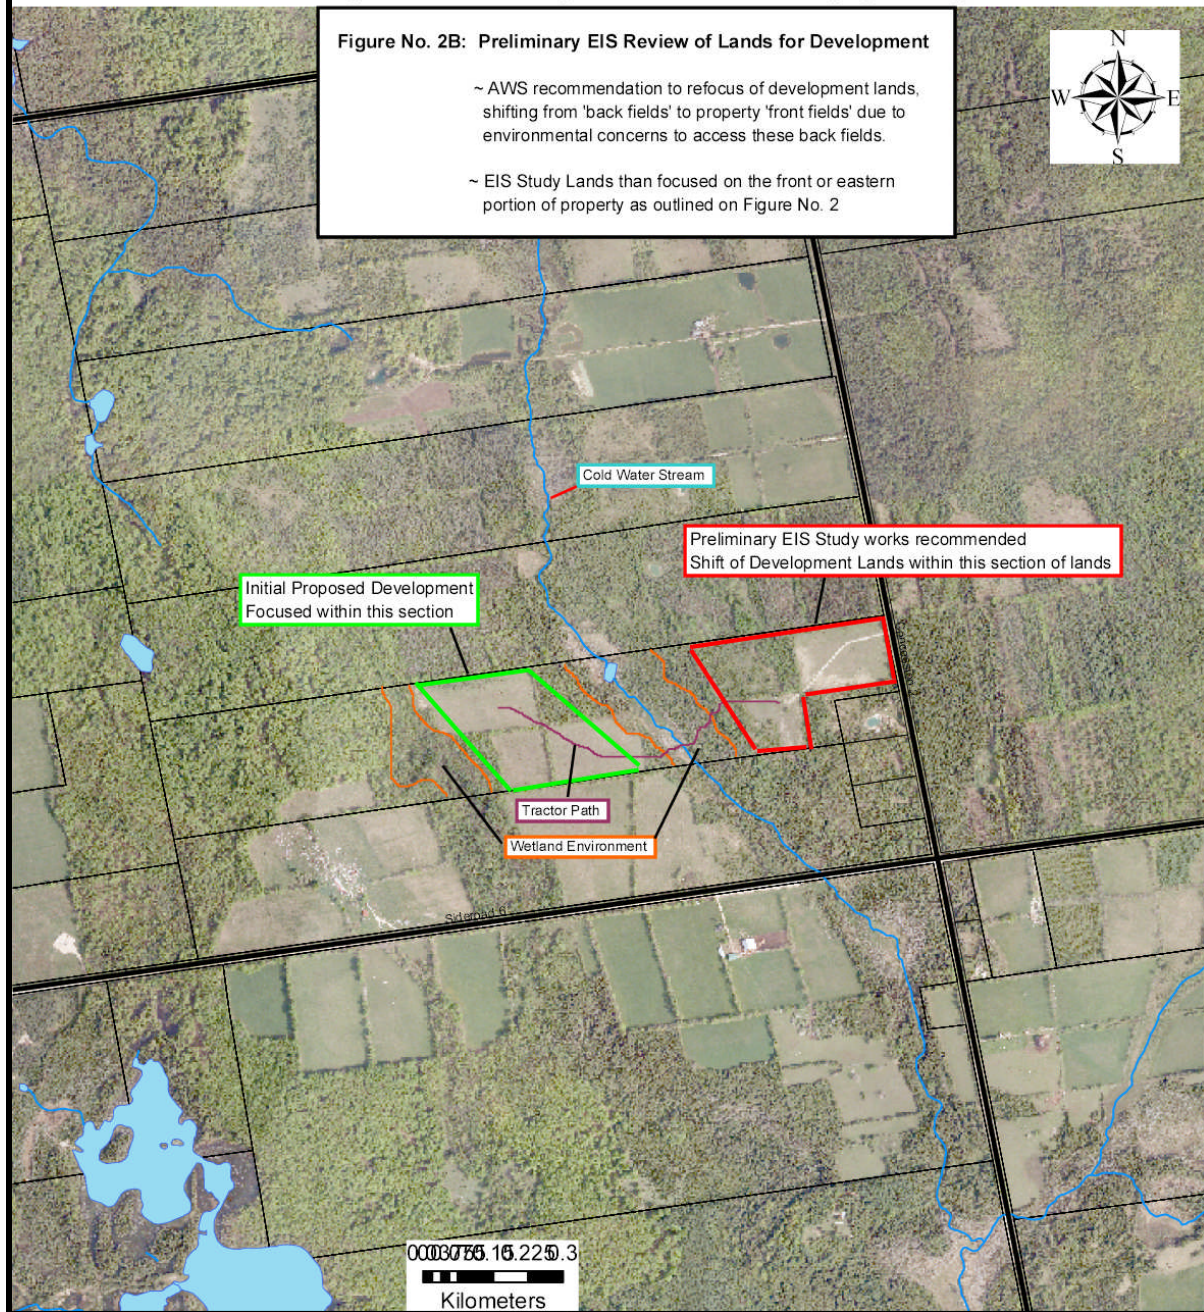 Figure No. 2B: Preliminary EIS Review of Lands for Development
~ AWS recommendation to refocus of development lands,
shifting from 'back fields' to property 'front fields' due to
environmental concerns to access these back fields.
~ EIS Study Lands than focused on the front or eastern
portion of property as outlined on Figure No. 2
N
W E
S
Cold Water Stream
Preliminary EIS Study works recommended
Shift of Development Lands within this section of lands
Initial Proposed Development
Focused within this section
Tractor Path
Wetland Environment
Sideroad 6
Kilometers